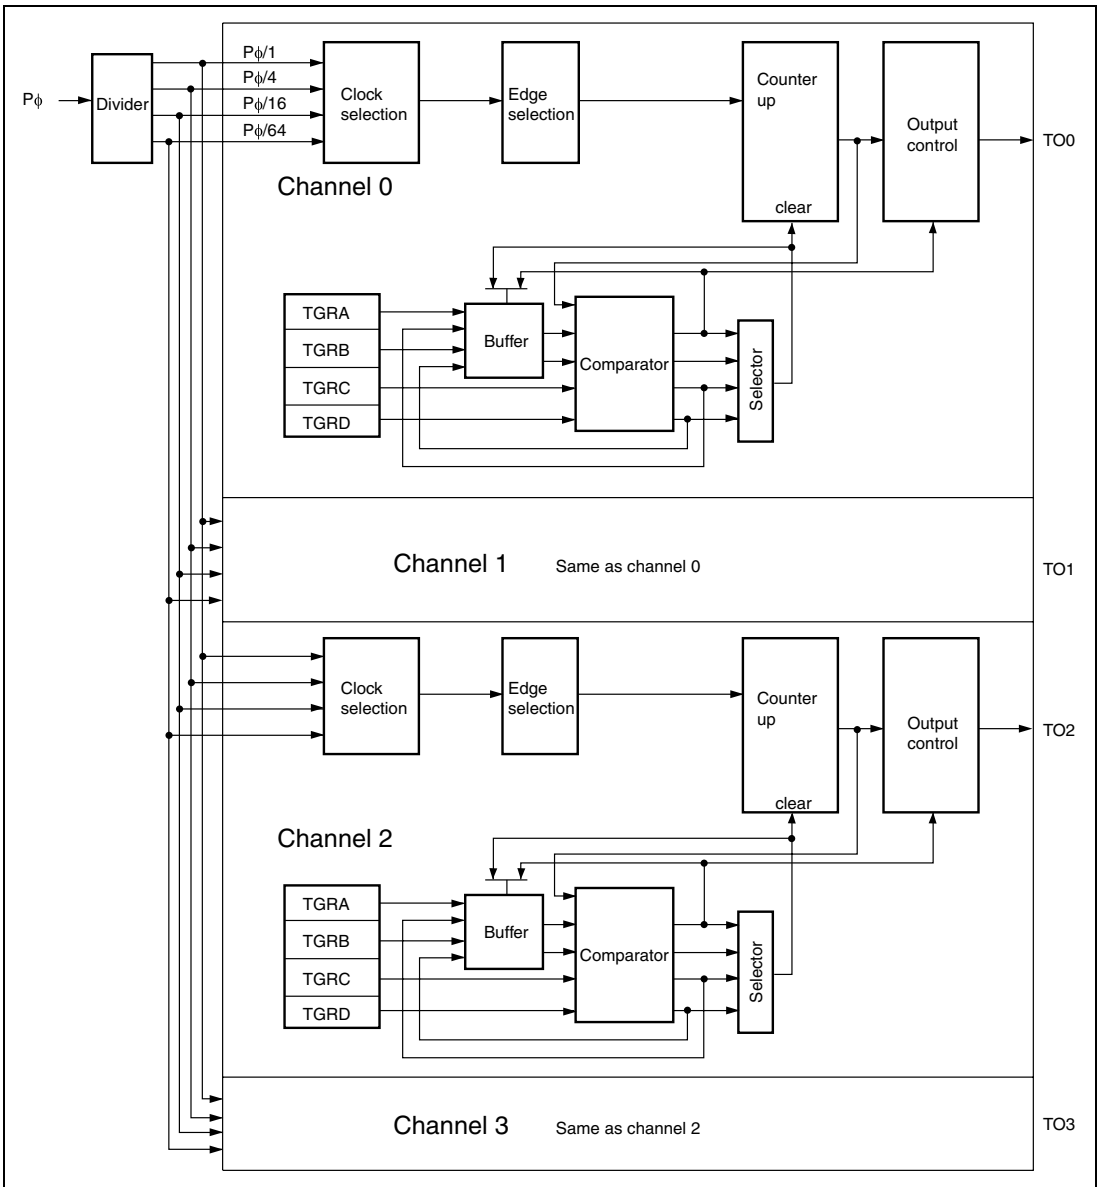 Pϕ
Divider
Pϕ/1
Pϕ/4
Pϕ/16
Pϕ/64
Clock
selection
Edge
selection
Counter
up
clear
Output
control
TO0
Channel 0
TGRA
TGRB
TGRC
TGRD
Buffer
Comparator
Selector
Channel 1
Same as channel 0
TO1
Clock
selection
Edge
selection
Counter
up
clear
Output
control
TO2
Channel 2
TGRA
TGRB
TGRC
TGRD
Buffer
Comparator
Selector
Channel 3
Same as channel 2
TO3